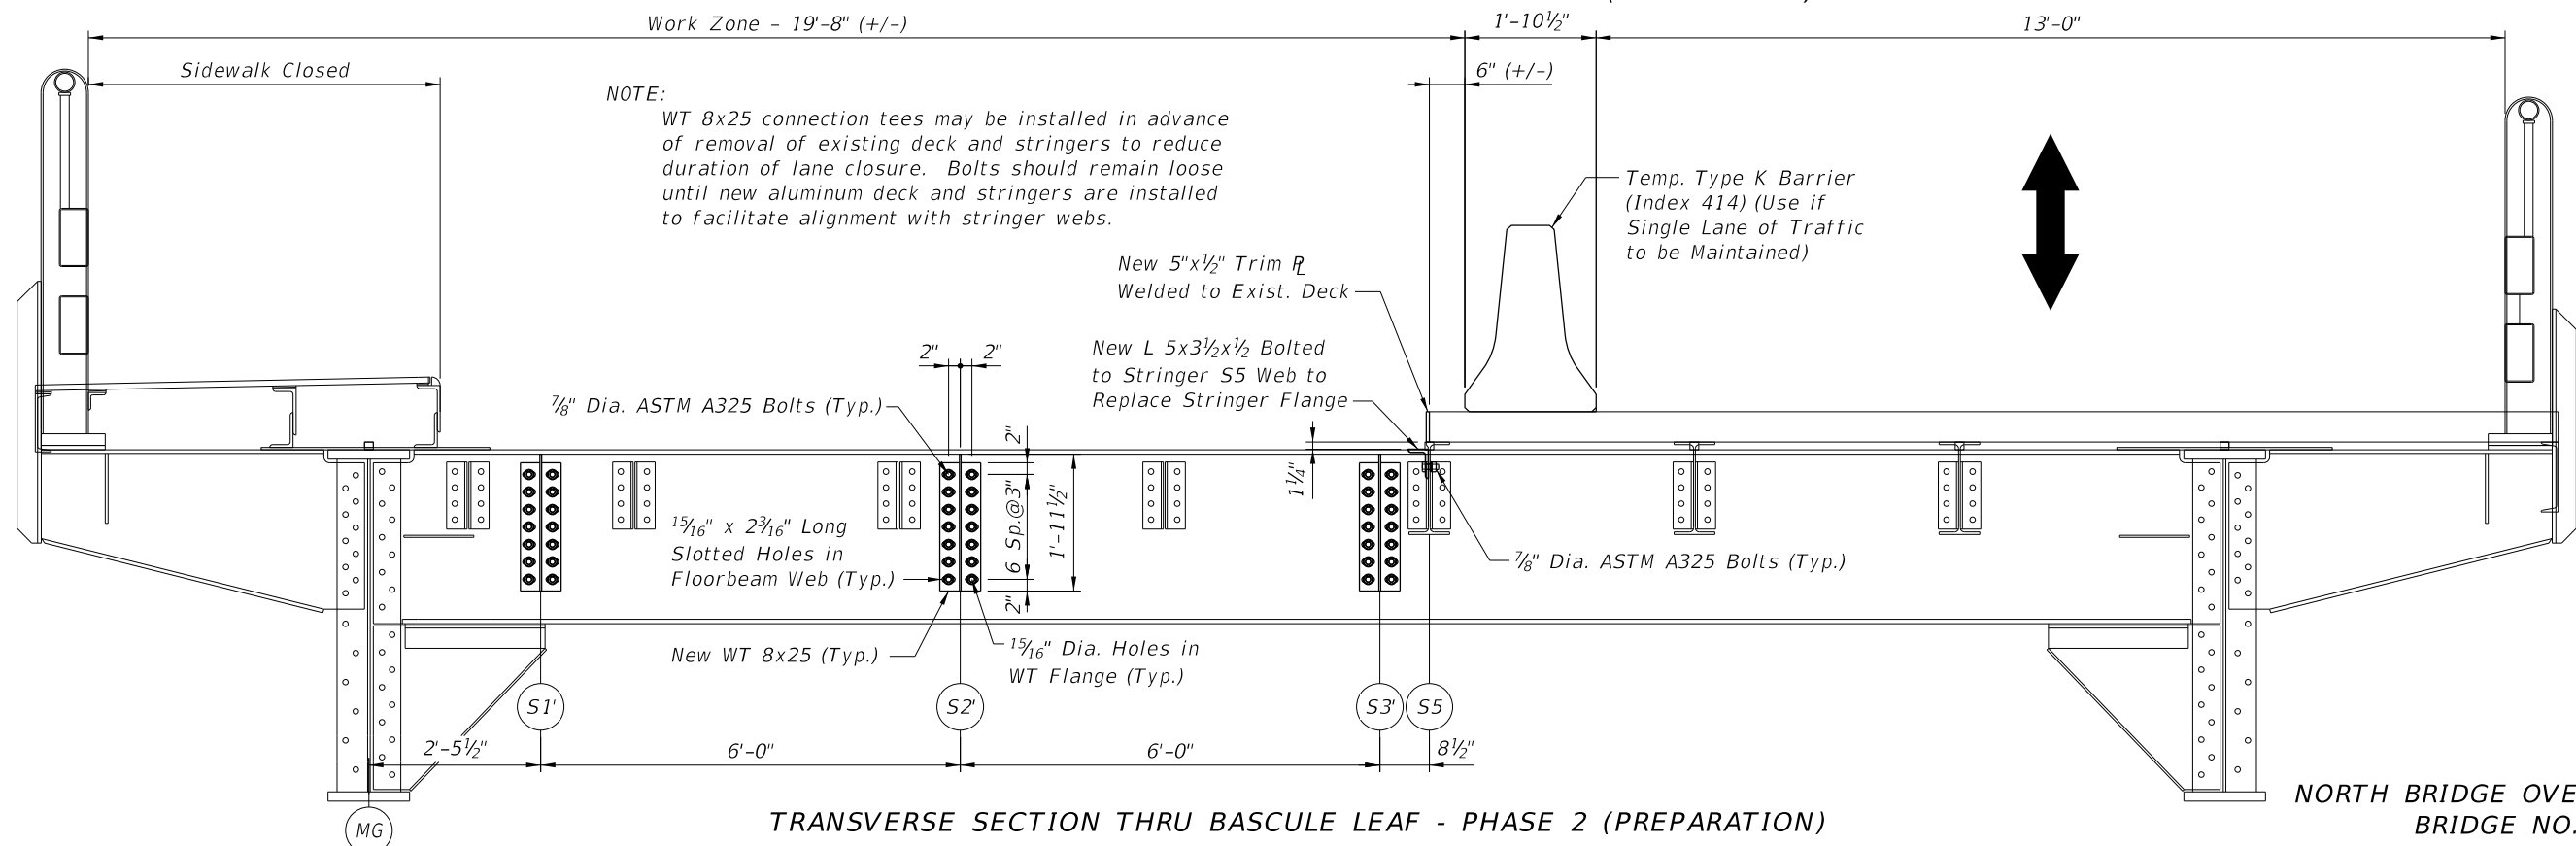 Work Zone - 19'-8" (+/-)
1'-10½"
13'-0"
Sidewalk Closed
6" (+/-)
NOTE:
WT 8x25 connection tees may be installed in advance
of removal of existing deck and stringers to reduce
duration of lane closure. Bolts should remain loose
until new aluminum deck and stringers are installed
to facilitate alignment with stringer webs.
Temp. Type K Barrier
(Index 414) (Use if
Single Lane of Traffic
to be Maintained)
New 5"x½" Trim ⅊
Welded to Exist. Deck
New L 5x3½x½ Bolted
to Stringer S5 Web to
Replace Stringer Flange
2"
2"
⅞" Dia. ASTM A325 Bolts (Typ.)
2"
6 Sp.@3"
2"
1'-11½"
1¼"
15/16" x 2 3/16" Long
Slotted Holes in
Floorbeam Web (Typ.)
⅞" Dia. ASTM A325 Bolts (Typ.)
New WT 8x25 (Typ.)
15/16" Dia. Holes in
WT Flange (Typ.)
S1'
S2'
S3'
S5
2'-5½"
6'-0"
6'-0"
8½"
MG
TRANSVERSE SECTION THRU BASCULE LEAF - PHASE 2 (PREPARATION)
NORTH BRIDGE OVE
BRIDGE NO.